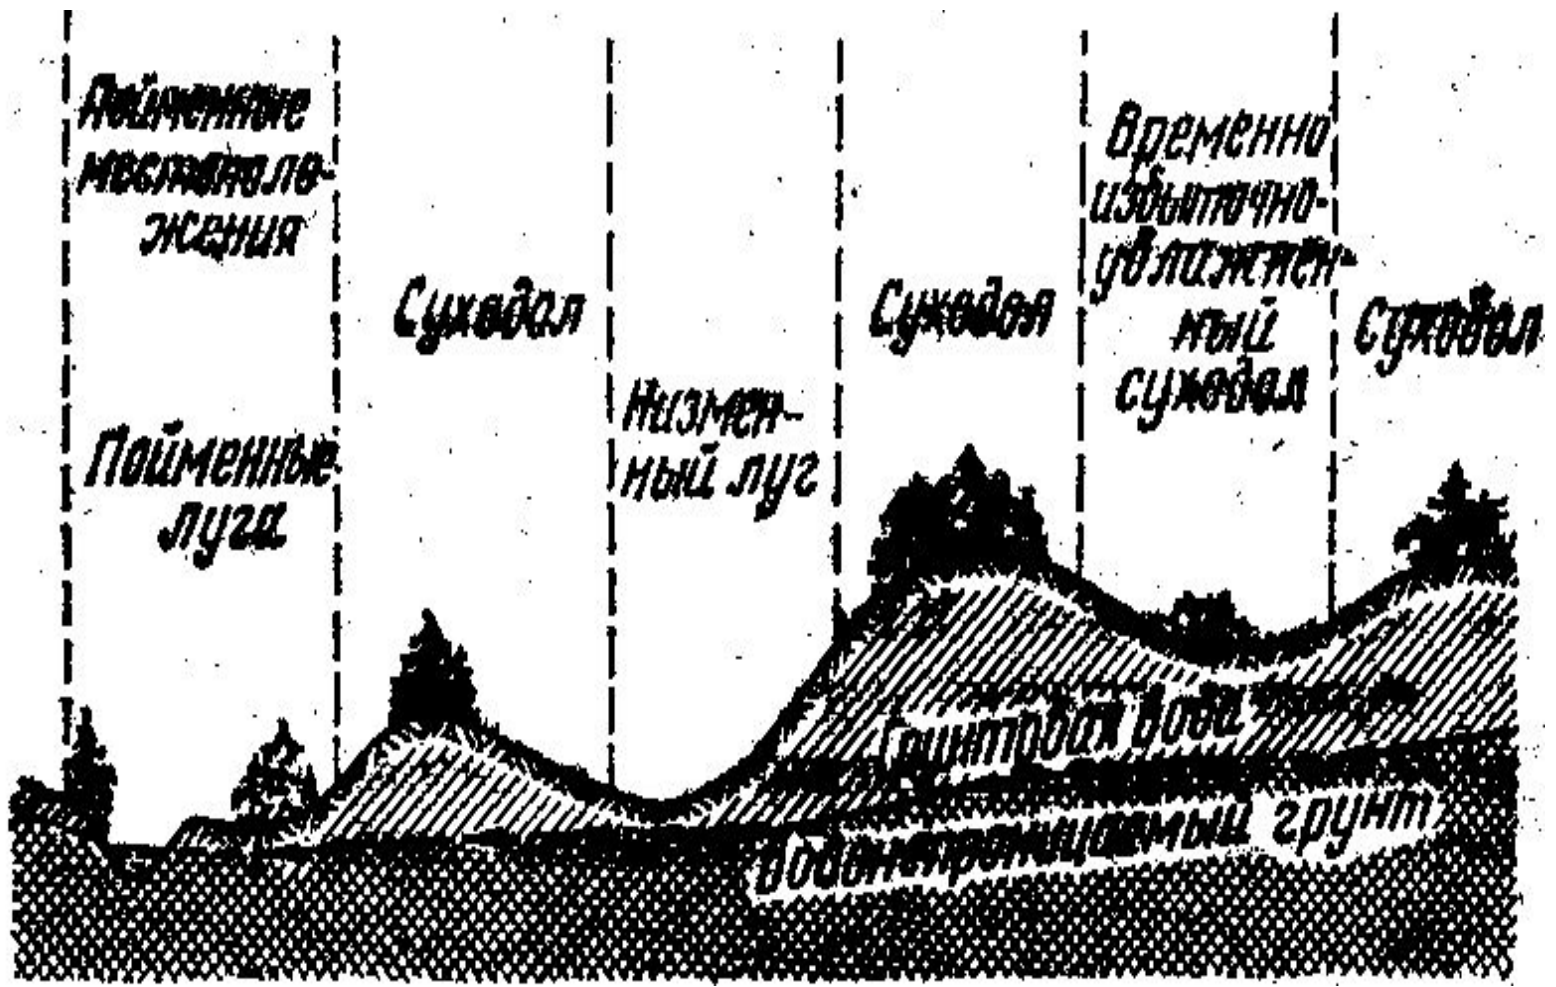 Пойменные
местополо-
жения
Пойменные
луга
Суходол
Низмен-
ный луг
Суходол
Временно
избыточно-
увлажнен-
ный
суходол
Суходол
Грунтовая вода
Водонепроницаемый грунт